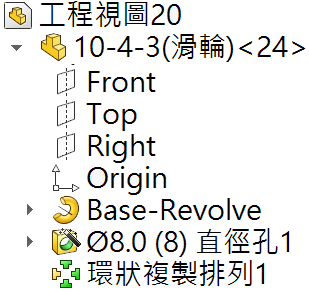 工程視圖20
10-4-3(滑輪)<24>
Front
Top
Right
Origin
Base-Revolve
Ø8.0 (8) 直徑孔1
環狀複製排列1